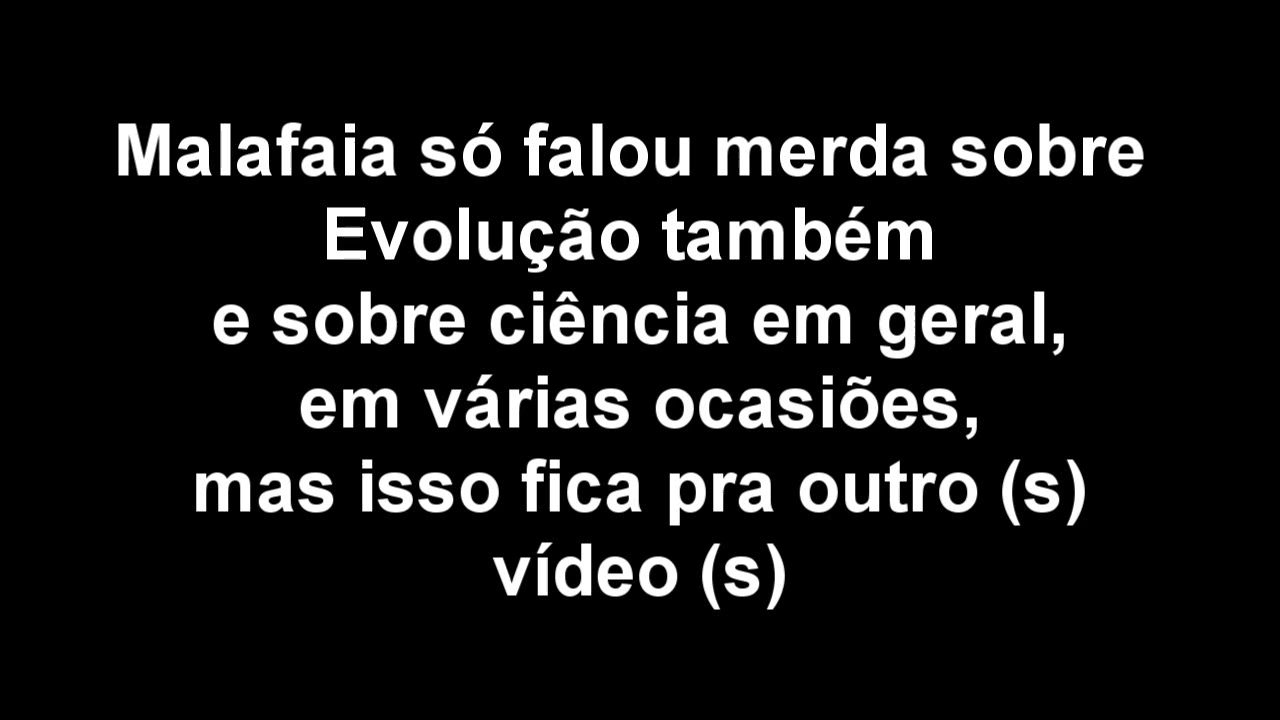 Malafaia só falou merda sobre
Evolução também
e sobre ciência em geral,
em várias ocasiões,
mas isso fica pra outro (s)
vídeo (s)